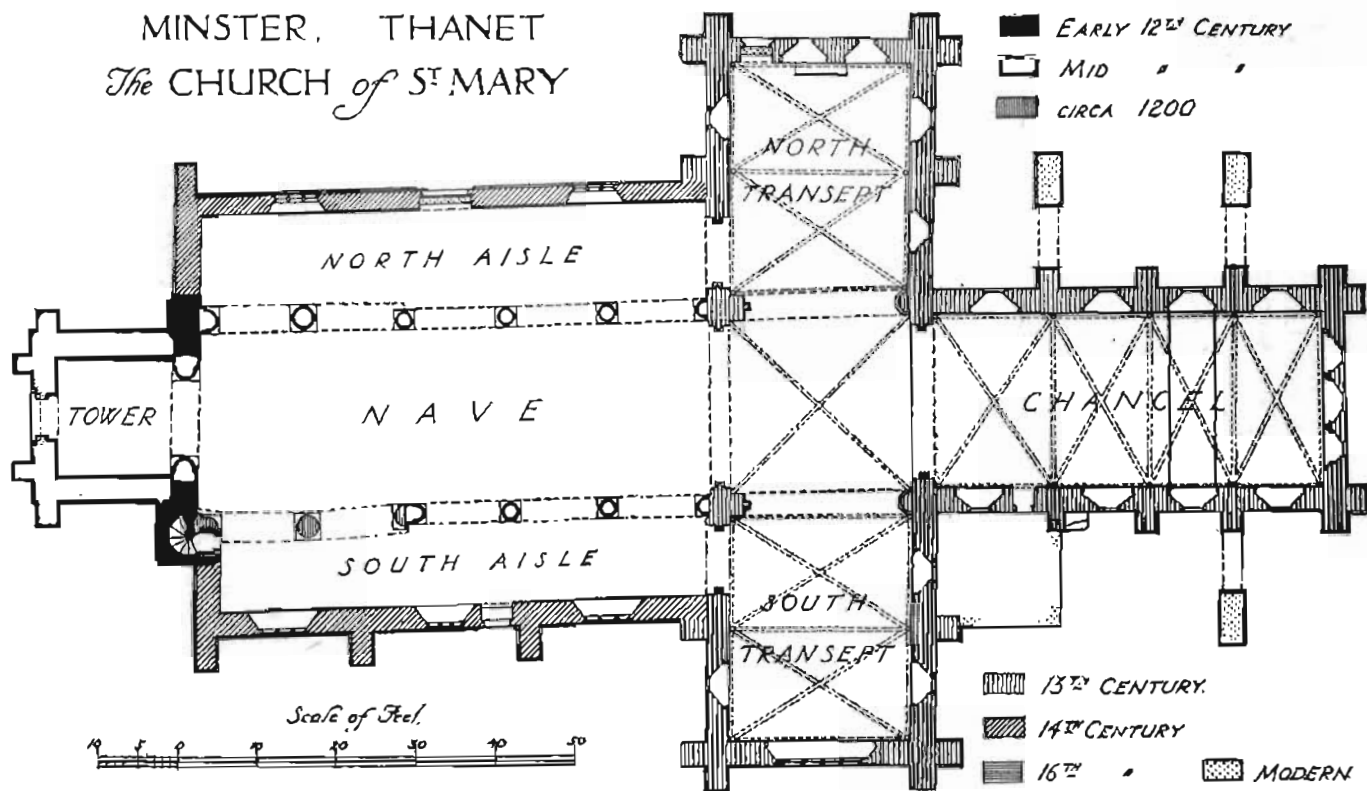 MINSTER, THANET
The CHURCH of ST MARY
EARLY 12TH CENTURY
MID " "
CIRCA 1200
NORTH
TRANSEPT
NORTH AISLE
TOWER
NAVE
CHANCEL
SOUTH AISLE
SOUTH
TRANSEPT
Scale of Feet.
10 5 0 10 20 30 40 50
13TH CENTURY.
14TH CENTURY
16TH "
MODERN